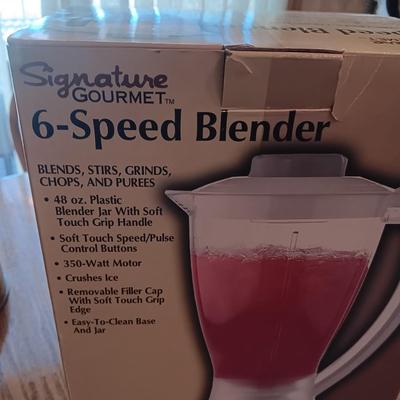 Speed Blen
Signature
GOURMET™
6-Speed Blender
BLENDS, STIRS, GRINDS,
CHOPS, AND PUREES
• 48 oz. Plastic
Blender Jar With Soft
Touch Grip Handle
• Soft Touch Speed/Pulse
Control Buttons
• 350-Watt Motor
• Crushes Ice
• Removable Filler Cap
With Soft Touch Grip
Edge
• Easy-To-Clean Base
And Jar